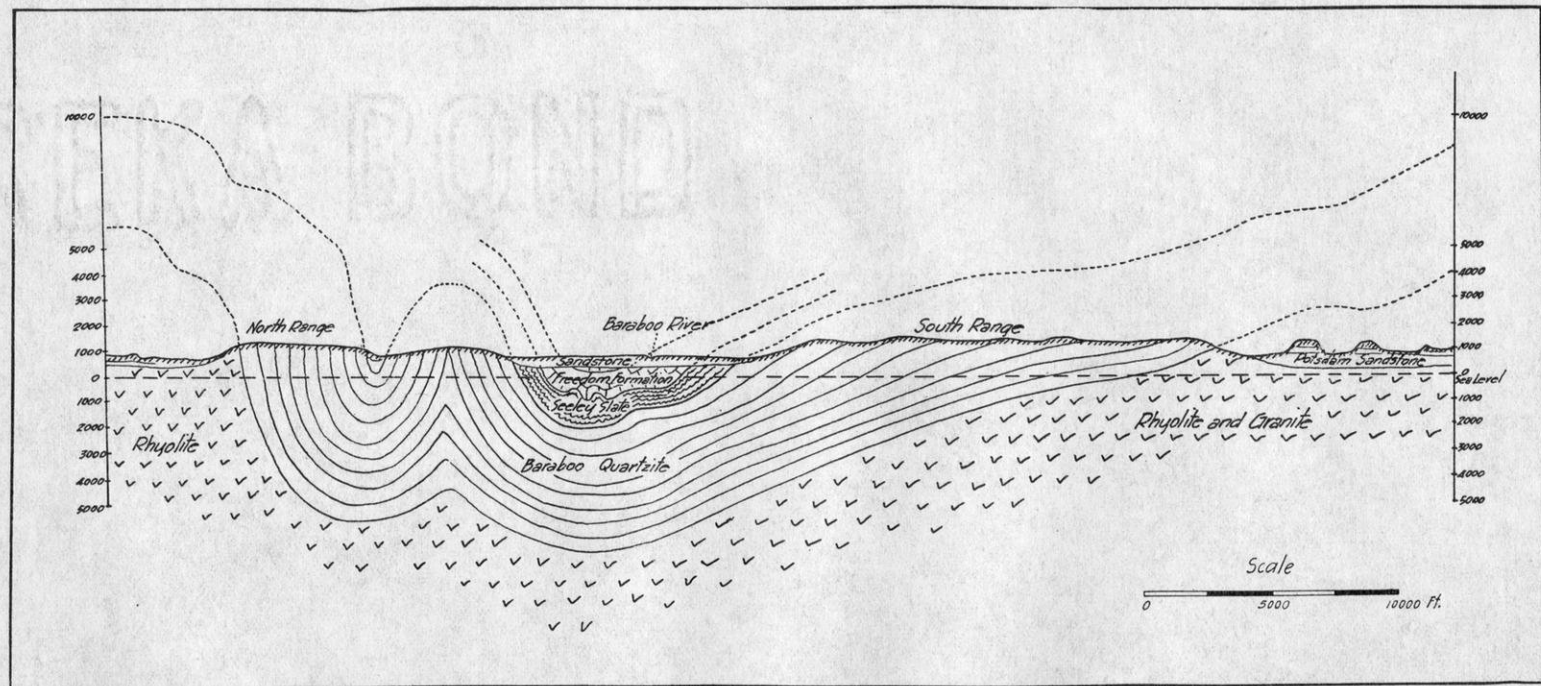 10000
5000
4000
3000
2000
1000
0
1000
2000
3000
4000
5000
North Range
Baraboo River
South Range
Sandstone
Freedom formation
Seeley Slate
Rhyolite
Baraboo Quartzite
Potsdam Sandstone
Rhyolite and Granite
10000
5000
4000
3000
2000
1000
0
Sea Level
1000
2000
3000
4000
5000
Scale
0 5000 10000 Ft.
BOND